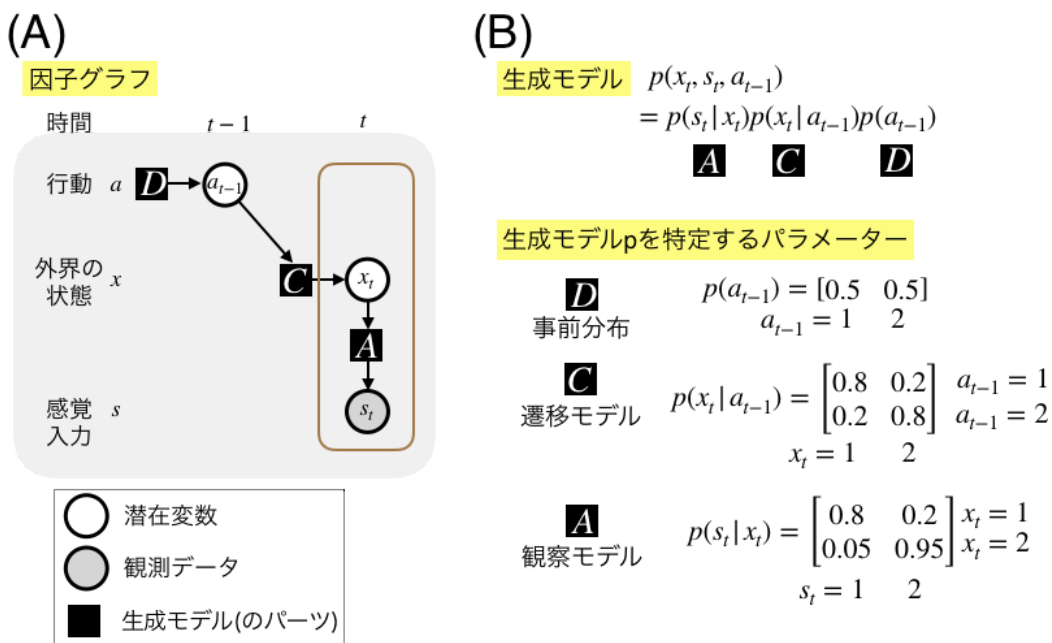 (A)
因子グラフ
時間 t − 1 t
行動 a D a_{t−1}
外界の
状態 x C x_t
A
感覚
入力 s s_t
潜在変数
観測データ
生成モデル(のパーツ)
(B)
生成モデル p(x_t, s_t, a_{t−1})
= p(s_t|x_t)p(x_t|a_{t−1})p(a_{t−1})
A C D
生成モデルpを特定するパラメーター
D p(a_{t−1}) = [0.5 0.5]
事前分布 a_{t−1} = 1 2
C
遷移モデル p(x_t|a_{t−1}) =
[0.8 0.2] a_{t−1} = 1
[0.2 0.8] a_{t−1} = 2
x_t = 1 2
A
観察モデル p(s_t|x_t) =
[0.8 0.2] x_t = 1
[0.05 0.95] x_t = 2
s_t = 1 2